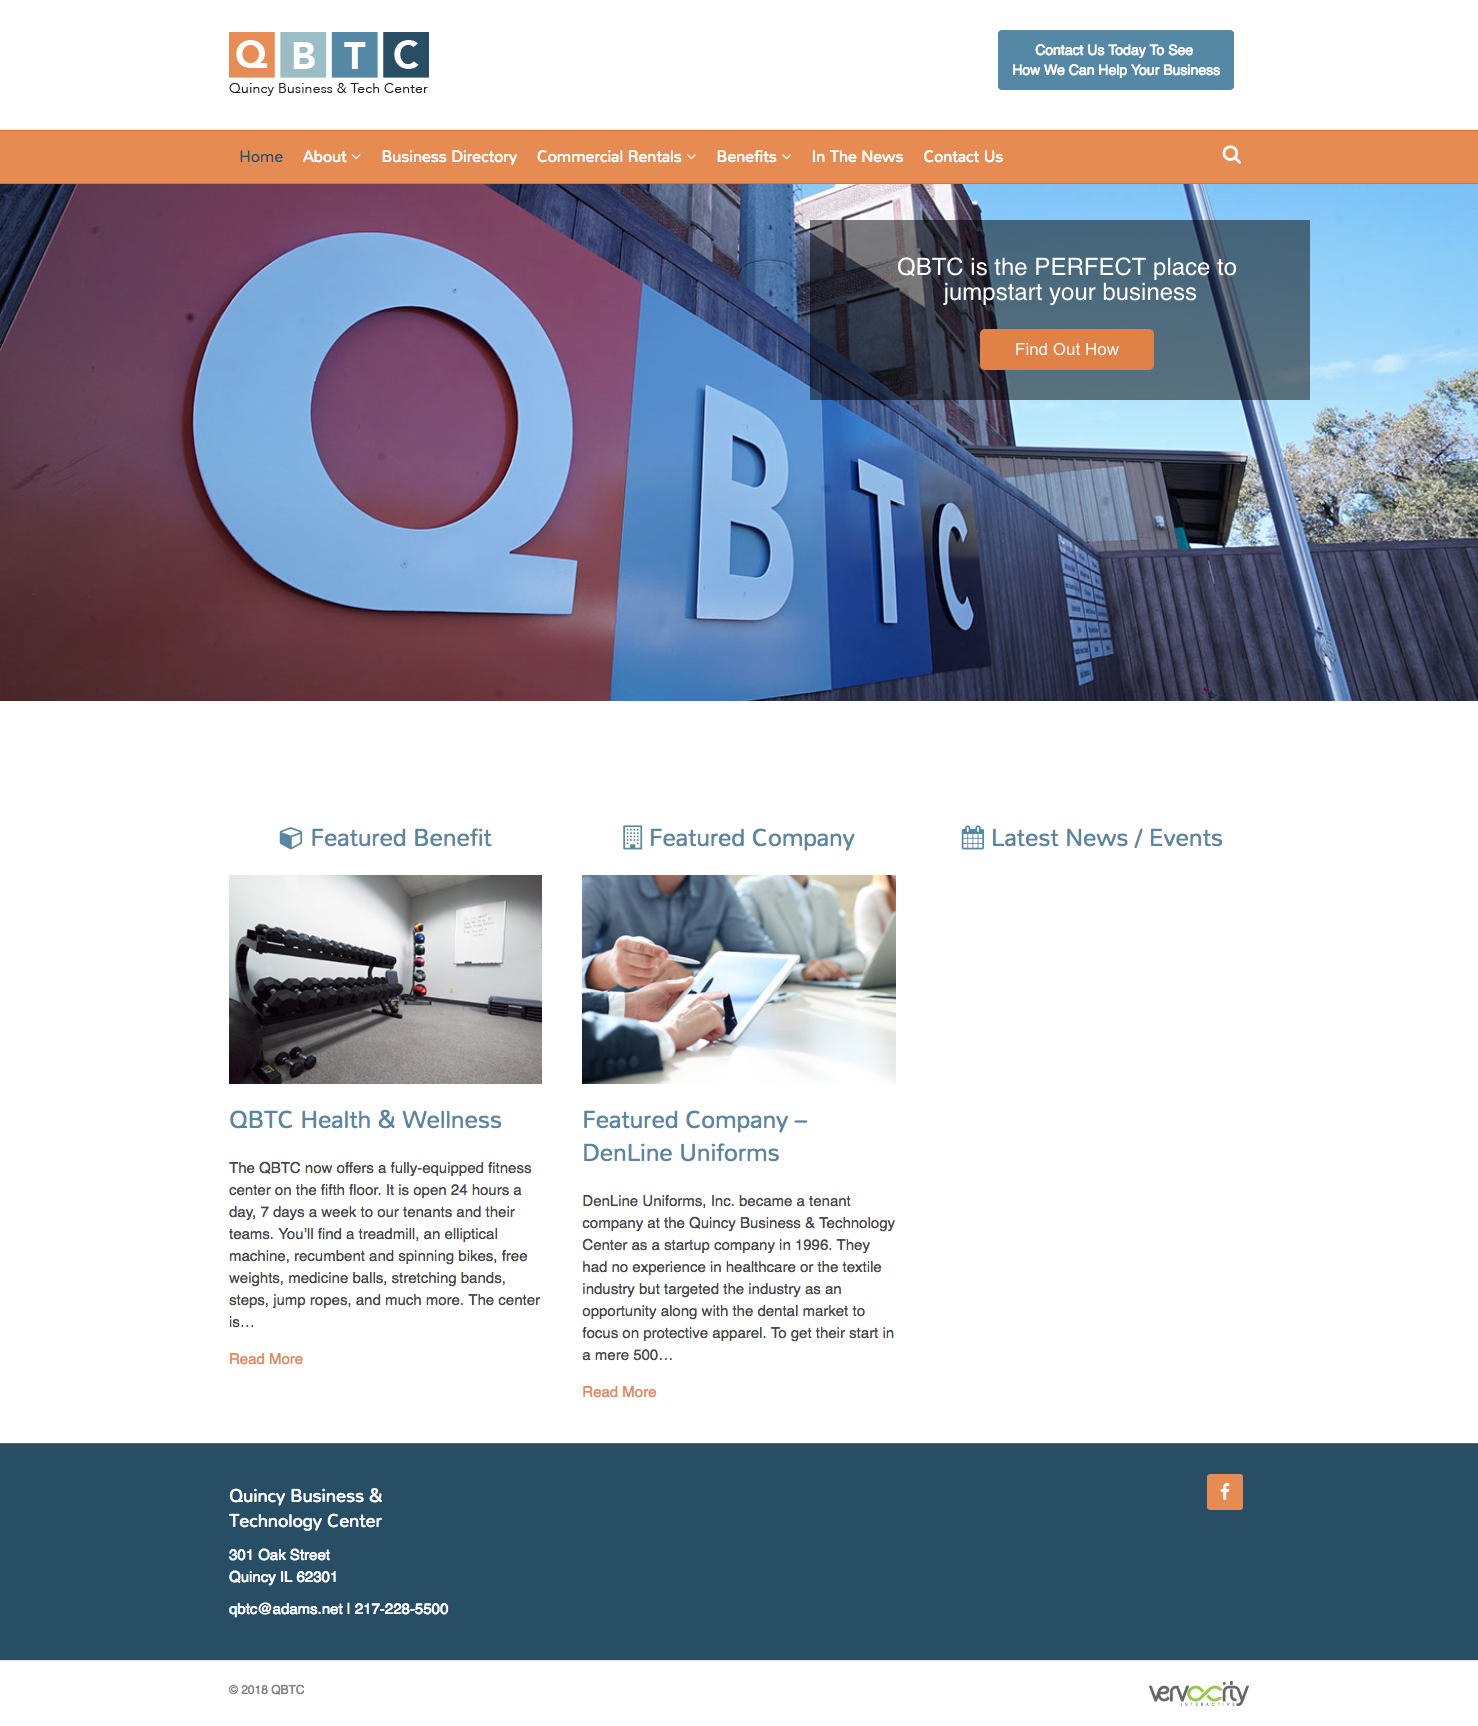 Q B T C
Quincy Business & Tech Center
Contact Us Today To See
How We Can Help Your Business
Home About Business Directory Commercial Rentals Benefits In The News Contact Us
Q B T C
QBTC is the PERFECT place to
jumpstart your business
Find Out How
Featured Benefit
Featured Company
Latest News / Events
QBTC Health & Wellness
The QBTC now offers a fully-equipped fitness
center on the fifth floor. It is open 24 hours a
day, 7 days a week to our tenants and their
teams. You’ll find a treadmill, an elliptical
machine, recumbent and spinning bikes, free
weights, medicine balls, stretching bands,
steps, jump ropes, and much more. The center
is…
Read More
Featured Company –
DenLine Uniforms
DenLine Uniforms, Inc. became a tenant
company at the Quincy Business & Technology
Center as a startup company in 1996. They
had no experience in healthcare or the textile
industry but targeted the industry as an
opportunity along with the dental market to
focus on protective apparel. To get their start in
a mere 500…
Read More
Quincy Business &
Technology Center
301 Oak Street
Quincy IL 62301
qbtc@adams.net | 217-228-5500
© 2018 QBTC
vervocity
INTERACTIVE